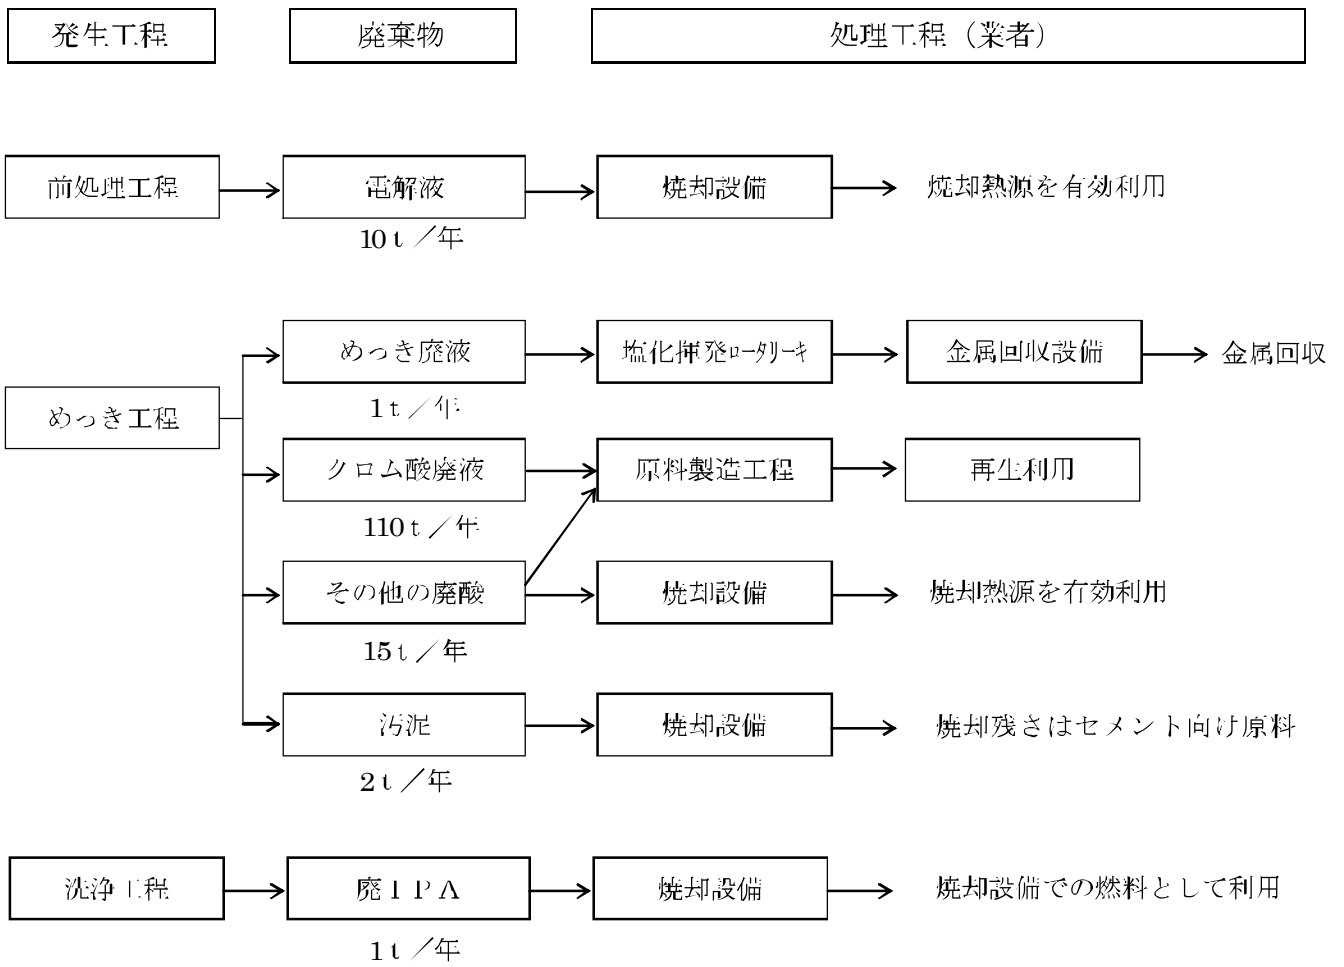 発生工程
廃棄物
処理工程（業者）
前処理工程
電解液
焼却設備
焼却熱源を有効利用
10ｔ／年
めっき廃液
塩化揮発ﾛｰﾀﾘｰｷ
金属回収設備
金属回収
1ｔ／年
めっき工程
クロム酸廃液
原料製造工程
再生利用
110ｔ／年
その他の廃酸
焼却設備
焼却熱源を有効利用
15ｔ／年
汚泥
焼却設備
焼却残さはセメント向け原料
2ｔ／年
洗浄工程
廃ＩＰＡ
焼却設備
焼却設備での燃料として利用
1ｔ／年